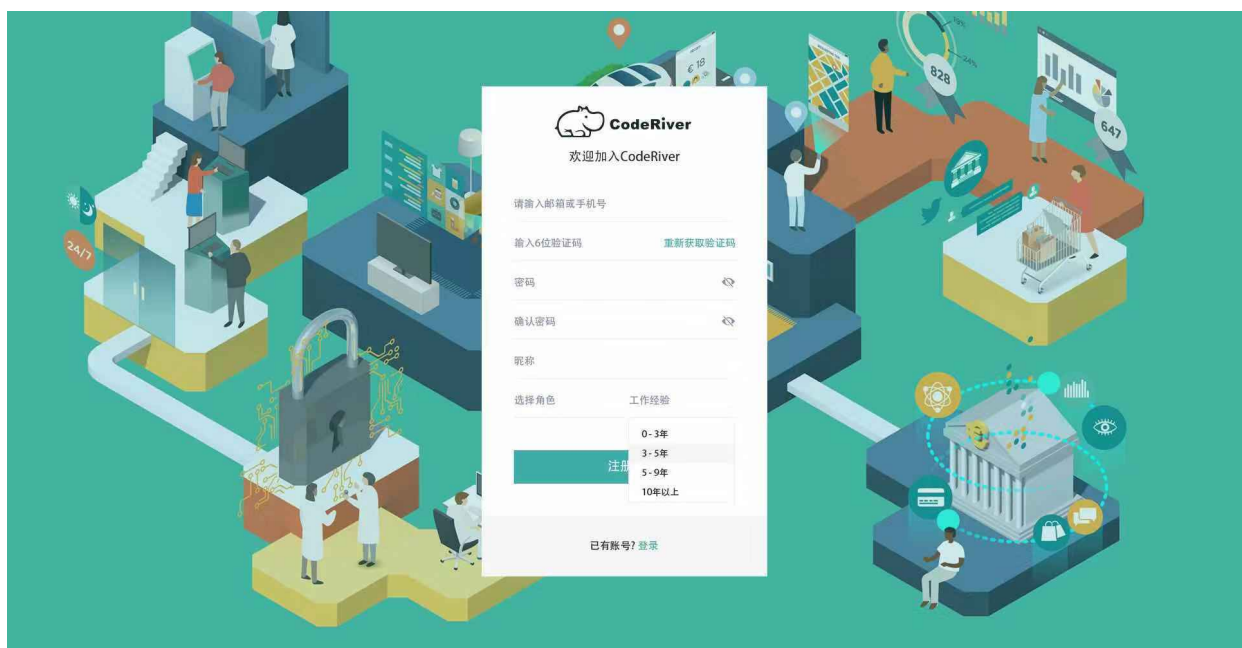 19%
€ 18
24%
828
647
24/7
CodeRiver
欢迎加入CodeRiver
请输入邮箱或手机号
输入6位验证码 重新获取验证码
密码
确认密码
昵称
选择角色 工作经验
0-3年
3-5年
注册
5-9年
10年以上
已有账号? 登录